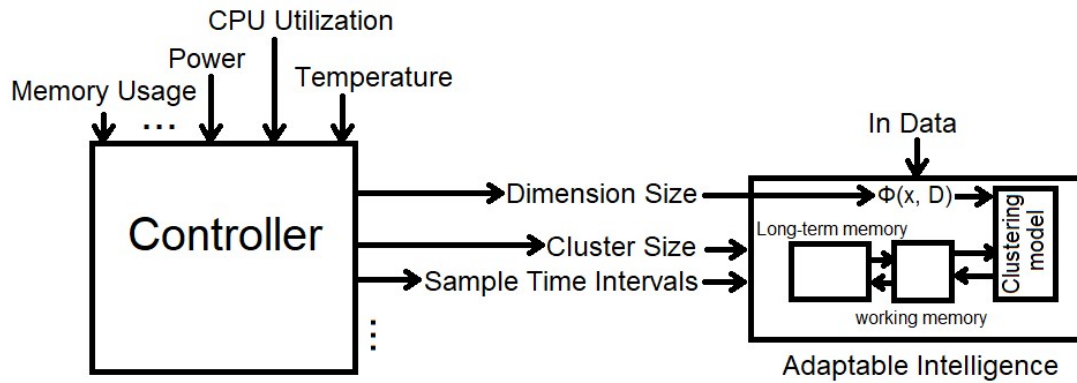 CPU Utilization
Power
Temperature
Memory Usage
...
In Data
Controller
Dimension Size
Φ(x, D)
Cluster Size
Sample Time Intervals
⋮
Long-term memory
Clustering
model
working memory
Adaptable Intelligence